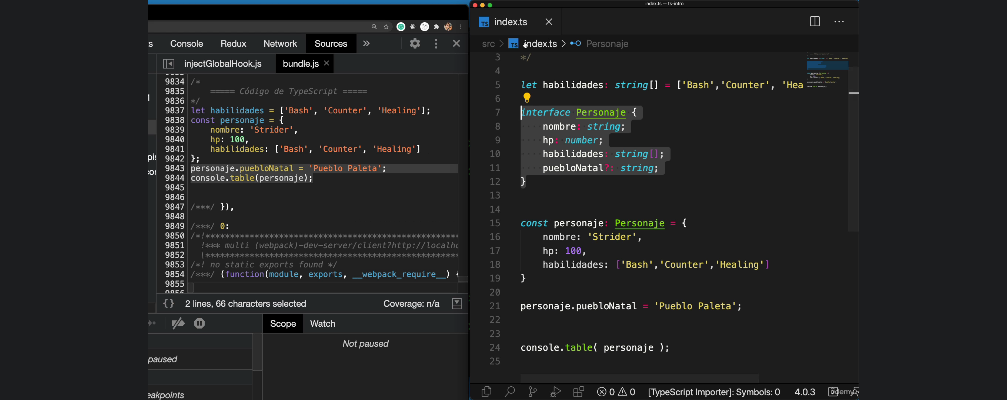 index.ts — ts-intro
s Console Redux Network Sources »
injectGlobalHook.js bundle.js ×
9834 /*
9835 ===== Código de TypeScript =====
9836 */
9837 let habilidades = ['Bash', 'Counter', 'Healing'];
9838 const personaje = {
9839 nombre: 'Strider',
9840 hp: 100,
9841 habilidades: ['Bash', 'Counter', 'Healing']
9842 };
9843 personaje.puebloNatal = 'Pueblo Paleta';
9844 console.table(personaje);
9845
9846
9847 /***/ }),
9848
9849 /***/ 0:
9850 /*!**************************************************
9851 !*** multi (webpack)-dev-server/client?http://localho
9852 \**************************************************
9853 /*! no static exports found */
9854 /***/ (function(module, exports, __webpack_require__) {
9855
{} 2 lines, 66 characters selected Coverage: n/a
Scope Watch
Not paused
paused
eakpoints
index.ts ×
src > TS index.ts > Personaje
3 */
4
5 let habilidades: string[] = ['Bash','Counter', 'Hea
6
7 interface Personaje {
8 nombre: string;
9 hp: number;
10 habilidades: string[];
11 puebloNatal?: string;
12 }
13
14
15 const personaje: Personaje = {
16 nombre: 'Strider',
17 hp: 100,
18 habilidades: ['Bash','Counter','Healing']
19 }
20
21 personaje.puebloNatal = 'Pueblo Paleta';
22
23
24 console.table( personaje );
25
0 0 [TypeScript Importer]: Symbols: 0 4.0.3
udemy